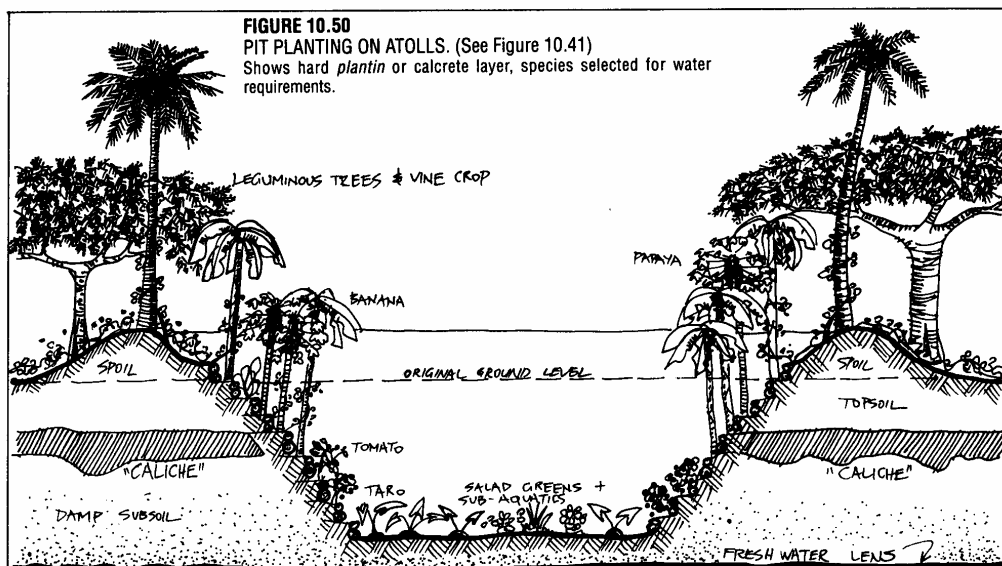 FIGURE 10.50
PIT PLANTING ON ATOLLS. (See Figure 10.41)
Shows hard plantin or calcrete layer, species selected for water
requirements.
LEGUMINOUS TREES & VINE CROP
PAPAYA
BANANA
SPOIL
ORIGINAL GROUND LEVEL
SPOIL
TOPSOIL
TOMATO
"CALICHE"
"CALICHE"
TARO
SALAD GREENS +
SUB-AQUATICS
DAMP SUBSOIL
FRESH WATER LENS